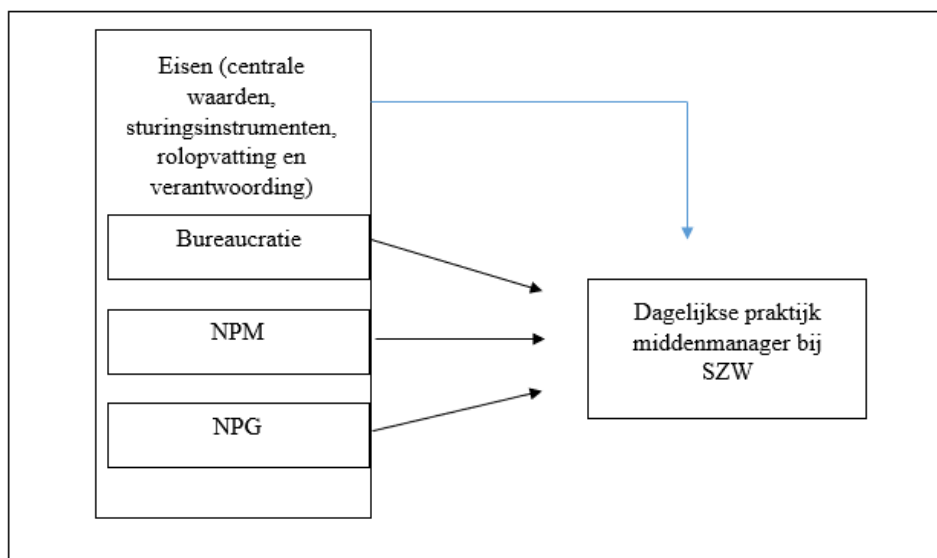 Eisen (centrale
waarden,
sturingsinstrumenten,
rolopvatting en
verantwoording)
Bureaucratie
NPM
NPG
Dagelijkse praktijk
middenmanager bij
SZW